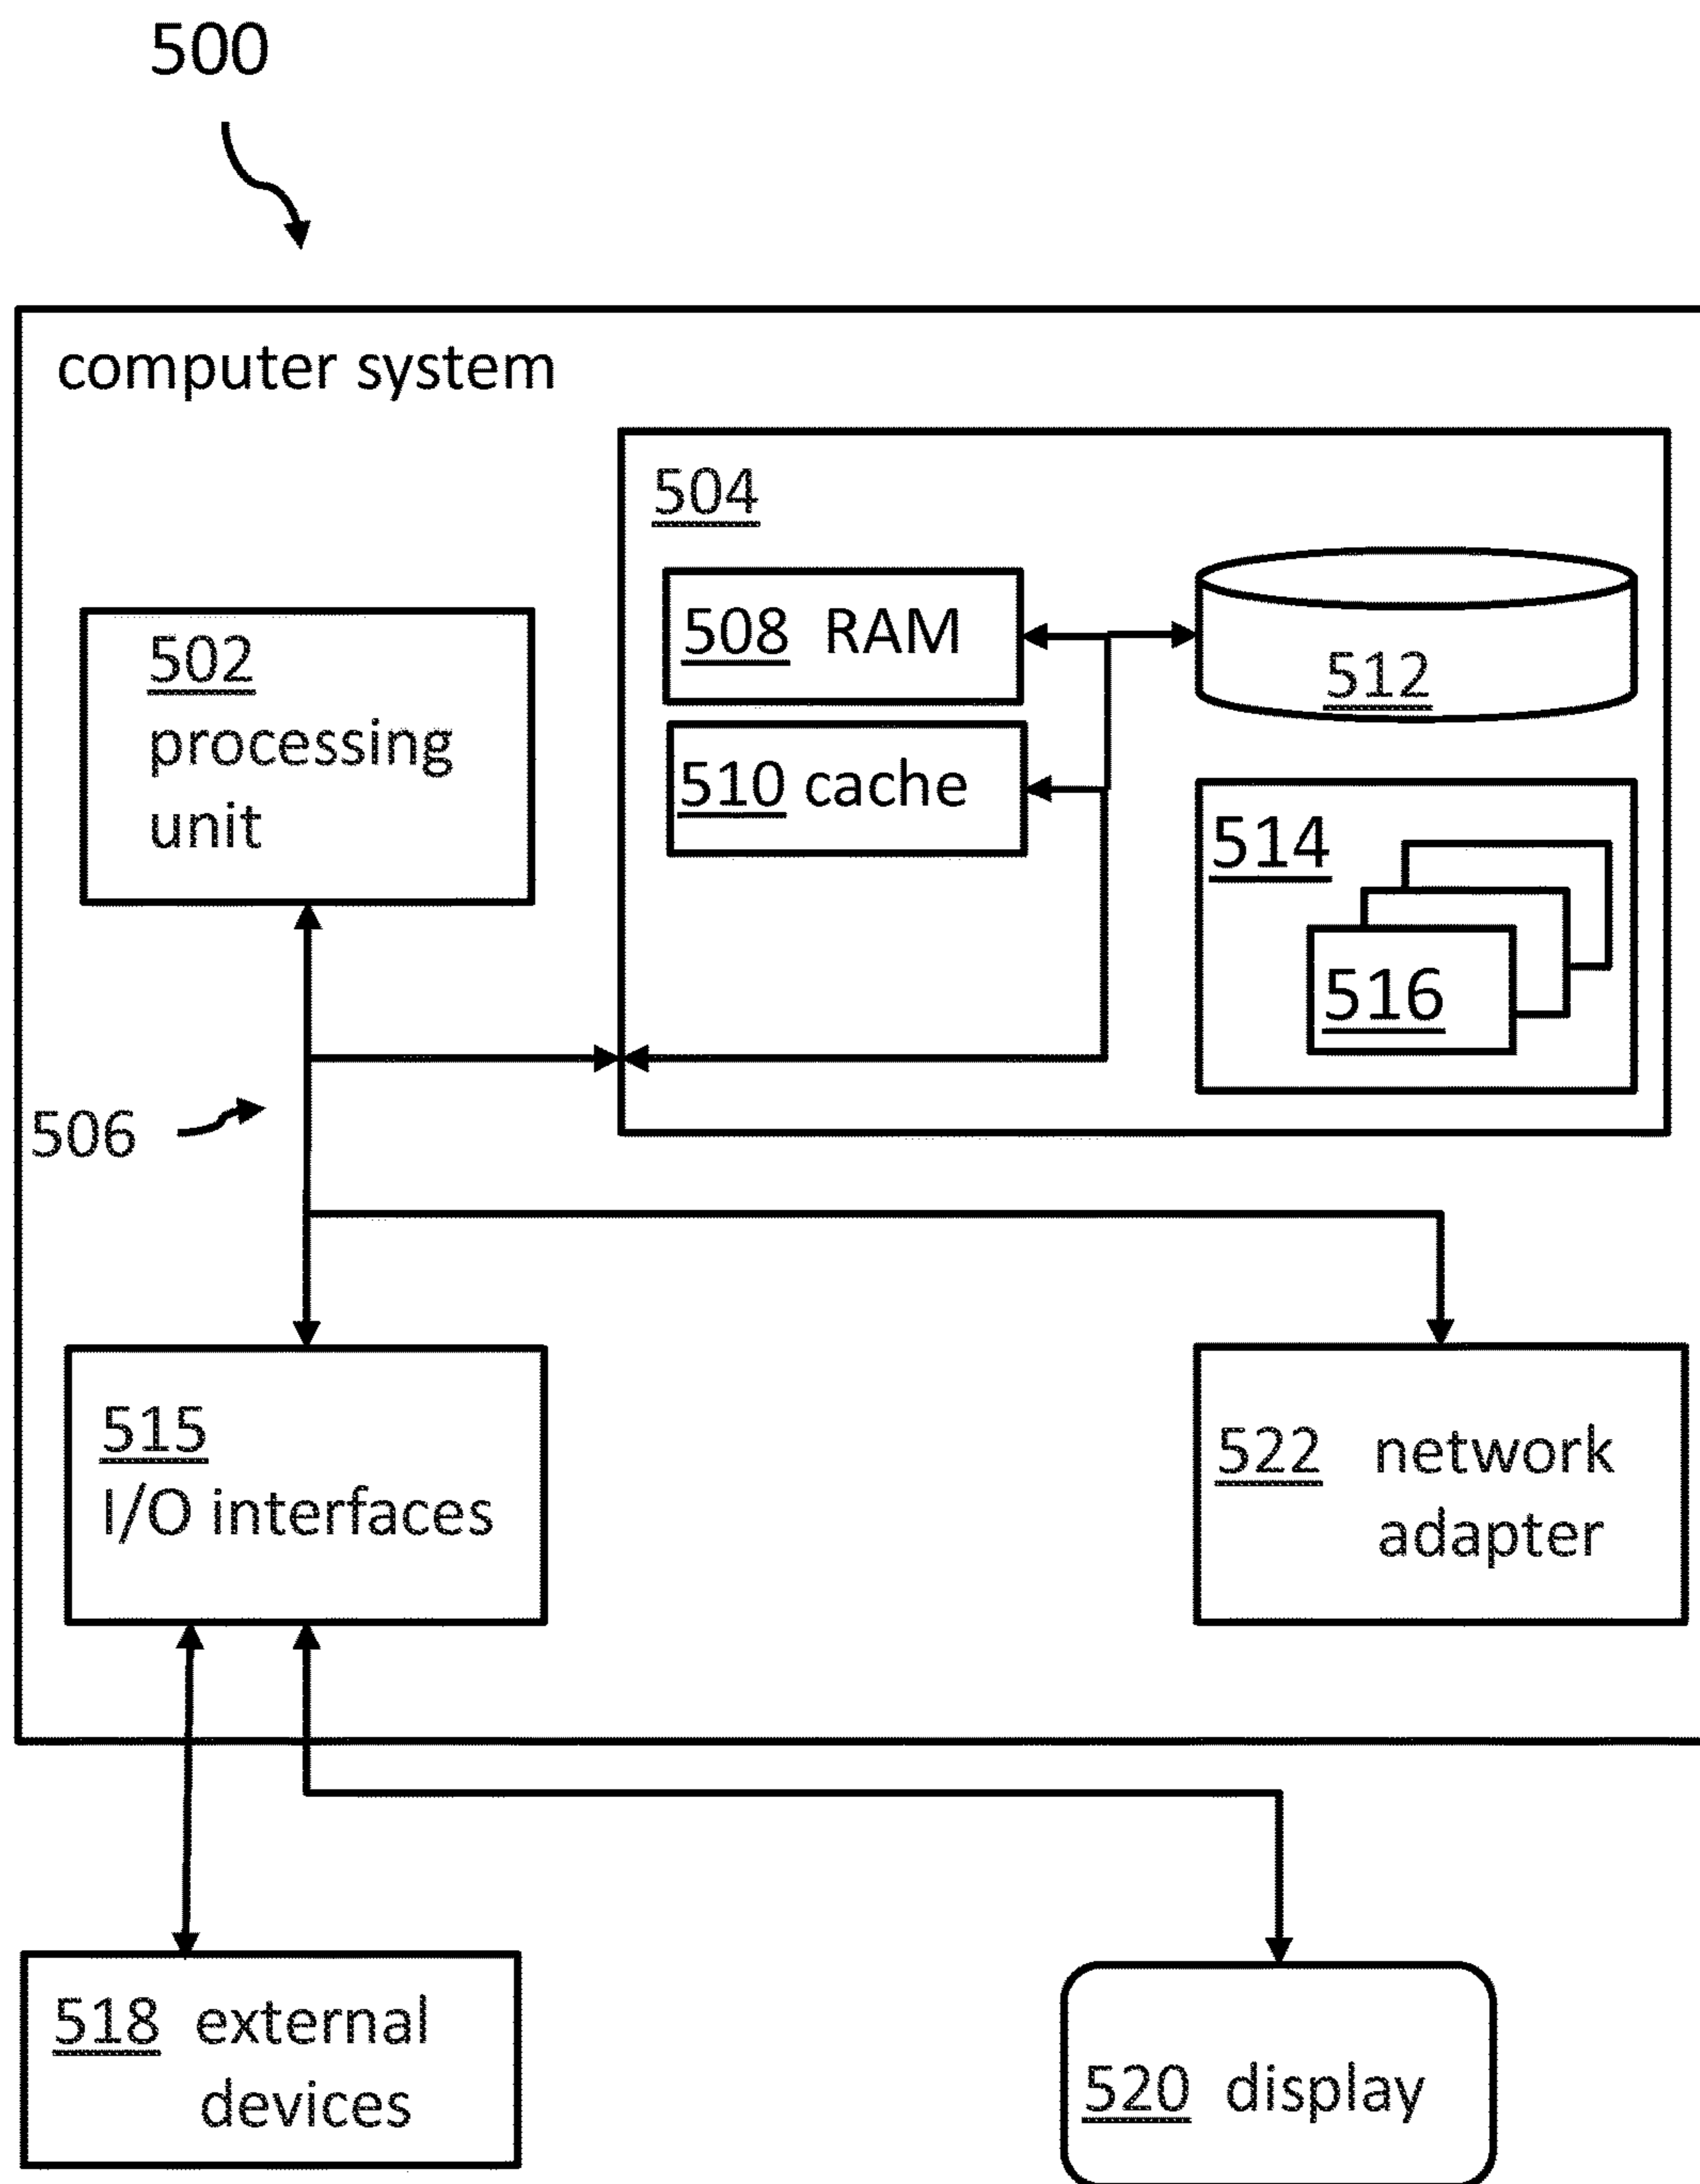 500
computer system
504
508 RAM
512
502
processing
unit
510 cache
514
516
506
515
I/O interfaces
522 network
adapter
518 external
devices
520 display